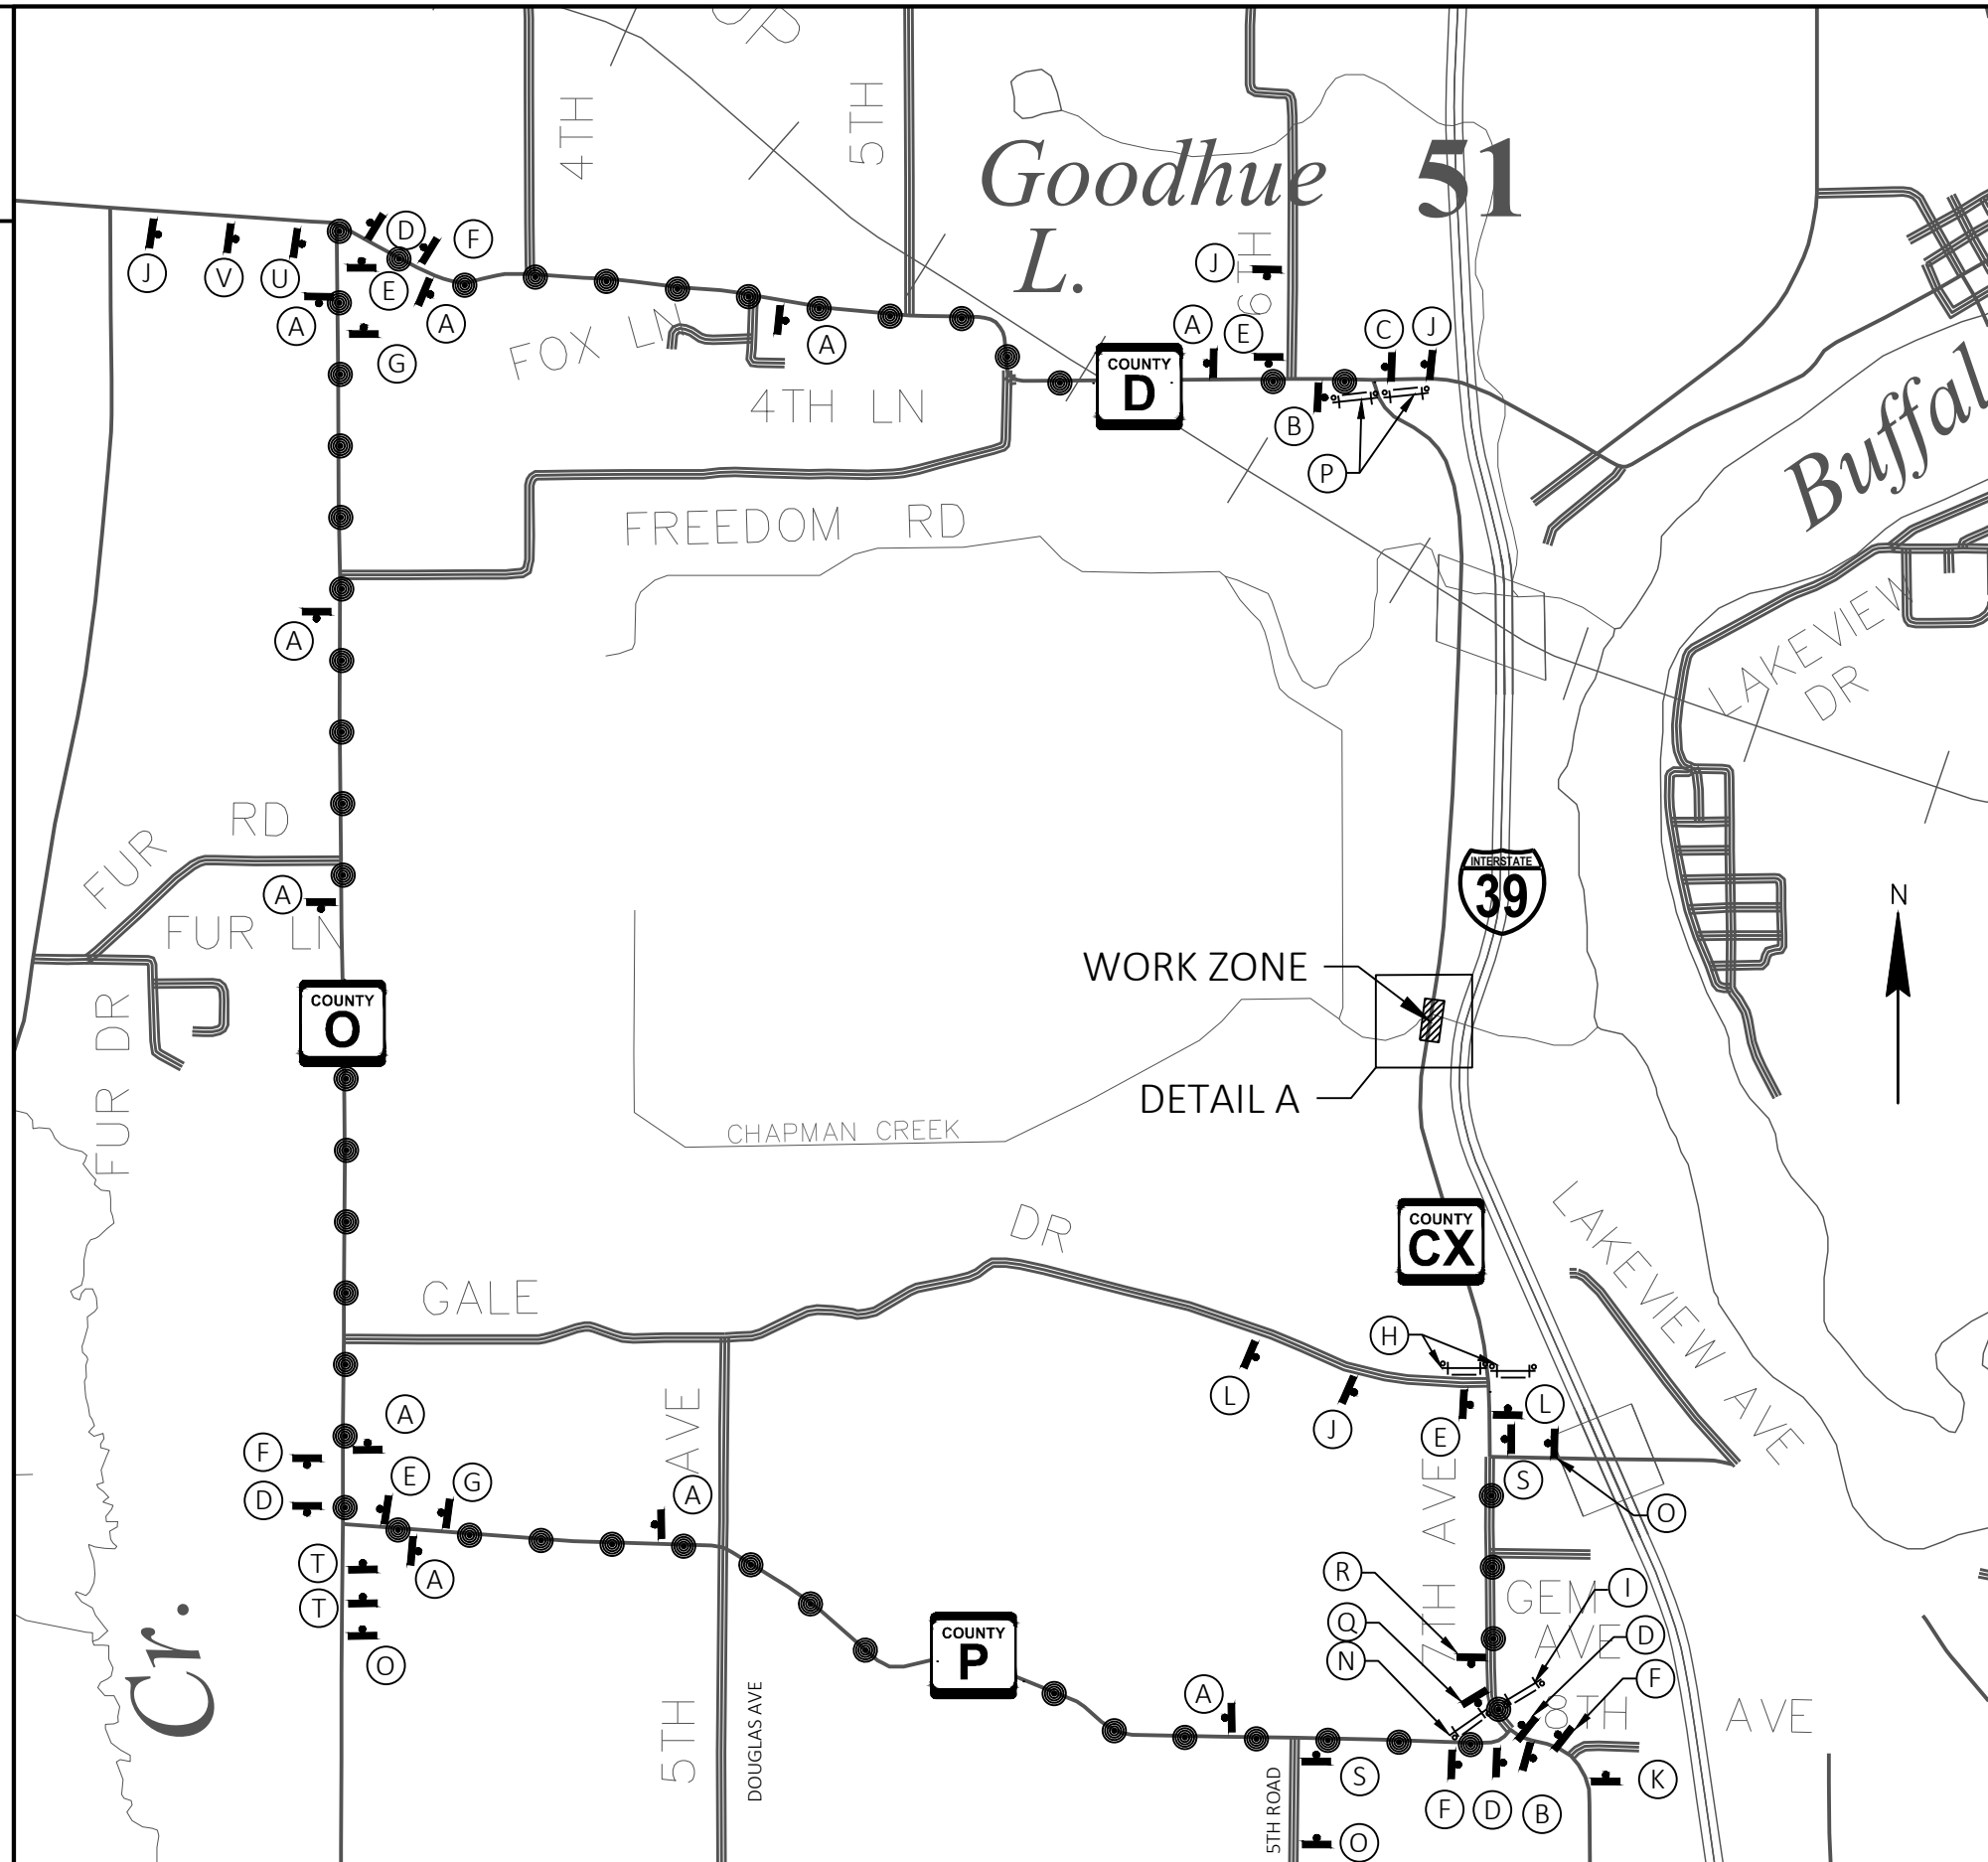 4TH
5TH
Goodhue
L.
51
J
V
U
D
F
E
A
A
G
A
FOX LN
4TH LN
COUNTY
D
A
J
E
6TH
C
J
B
P
Buffal
FREEDOM RD
A
LAKEVIEW
DR
FUR RD
A
FUR LN
FUR DR
COUNTY
O
INTERSTATE
39
N
WORK ZONE
DETAIL A
CHAPMAN CREEK
COUNTY
CX
DR
GALE
LAKEVIEW AVE
H
L
J
E
L
S
O
A
F
E
G
D
A
A
T
T
O
5TH AVE
DOUGLAS AVE
Cr.
COUNTY
P
7TH AVE
GEM
AVE
R
Q
N
I
D
F
8TH AVE
A
S
F
D
B
K
5TH ROAD
O